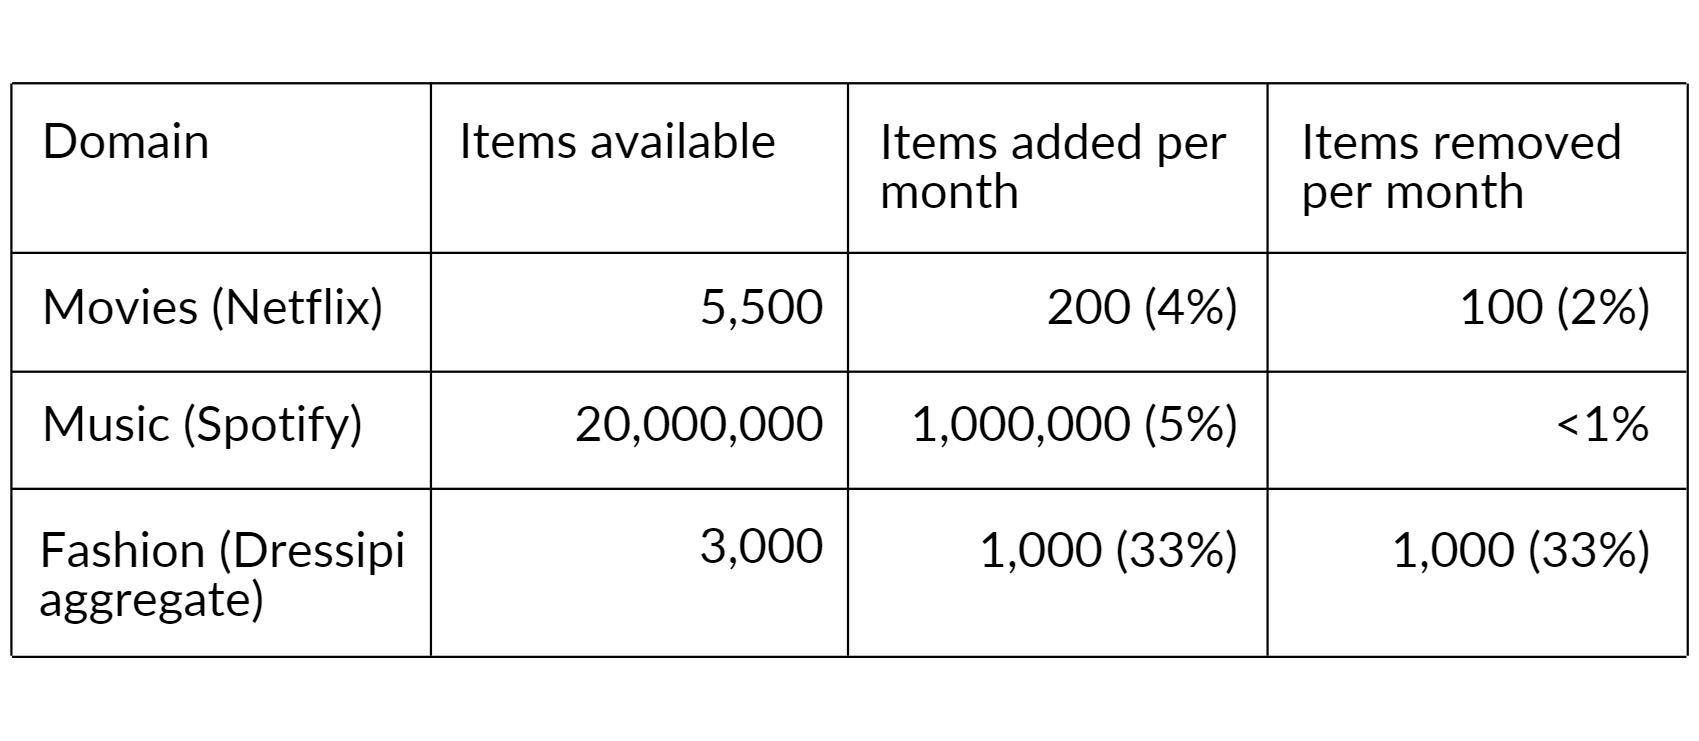 Domain
Items available
Items added per
month
Items removed
per month
Movies (Netflix)
5,500
200 (4%)
100 (2%)
Music (Spotify)
20,000,000
1,000,000 (5%)
<1%
Fashion (Dressipi
aggregate)
3,000
1,000 (33%)
1,000 (33%)